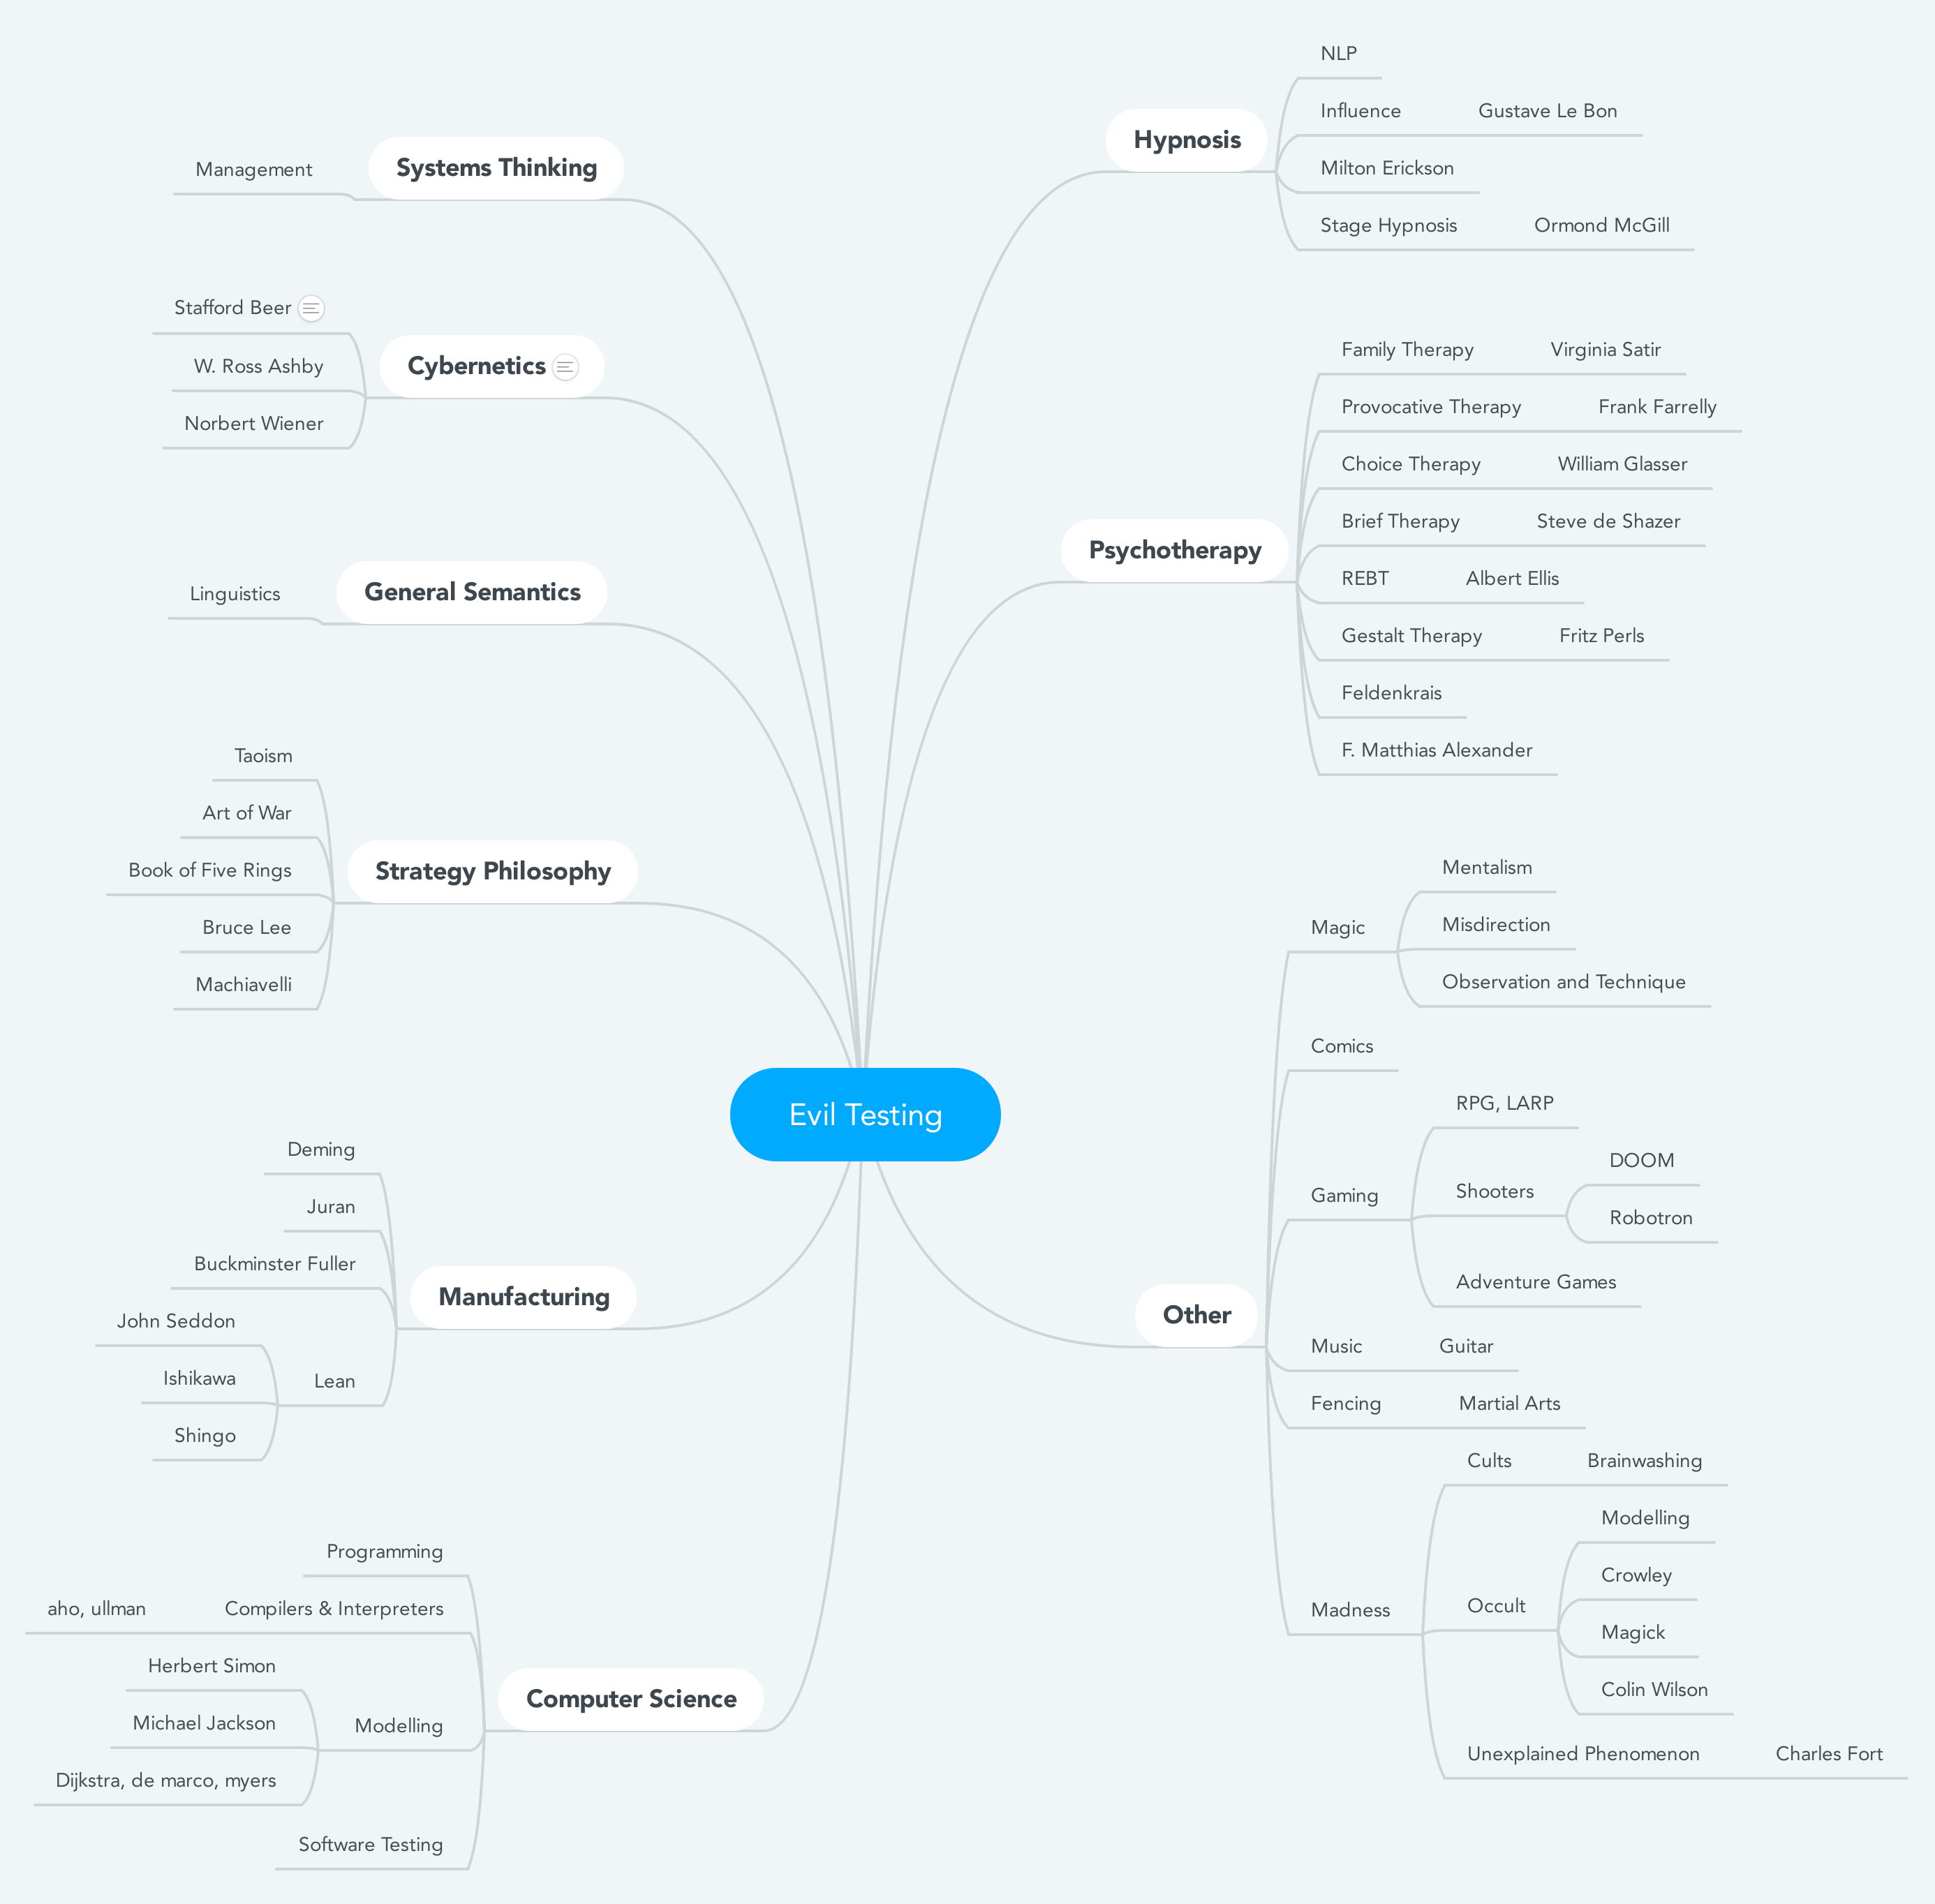 Evil Testing
Systems Thinking
Management
Cybernetics
Stafford Beer
W. Ross Ashby
Norbert Wiener
General Semantics
Linguistics
Strategy Philosophy
Taoism
Art of War
Book of Five Rings
Bruce Lee
Machiavelli
Manufacturing
Deming
Juran
Buckminster Fuller
Lean
John Seddon
Ishikawa
Shingo
Computer Science
Programming
Compilers & Interpreters
aho, ullman
Modelling
Herbert Simon
Michael Jackson
Dijkstra, de marco, myers
Software Testing
Hypnosis
NLP
Influence
Gustave Le Bon
Milton Erickson
Stage Hypnosis
Ormond McGill
Psychotherapy
Family Therapy
Virginia Satir
Provocative Therapy
Frank Farrelly
Choice Therapy
William Glasser
Brief Therapy
Steve de Shazer
REBT
Albert Ellis
Gestalt Therapy
Fritz Perls
Feldenkrais
F. Matthias Alexander
Other
Magic
Mentalism
Misdirection
Observation and Technique
Comics
Gaming
RPG, LARP
Shooters
DOOM
Robotron
Adventure Games
Music
Guitar
Fencing
Martial Arts
Madness
Cults
Brainwashing
Occult
Modelling
Crowley
Magick
Colin Wilson
Unexplained Phenomenon
Charles Fort